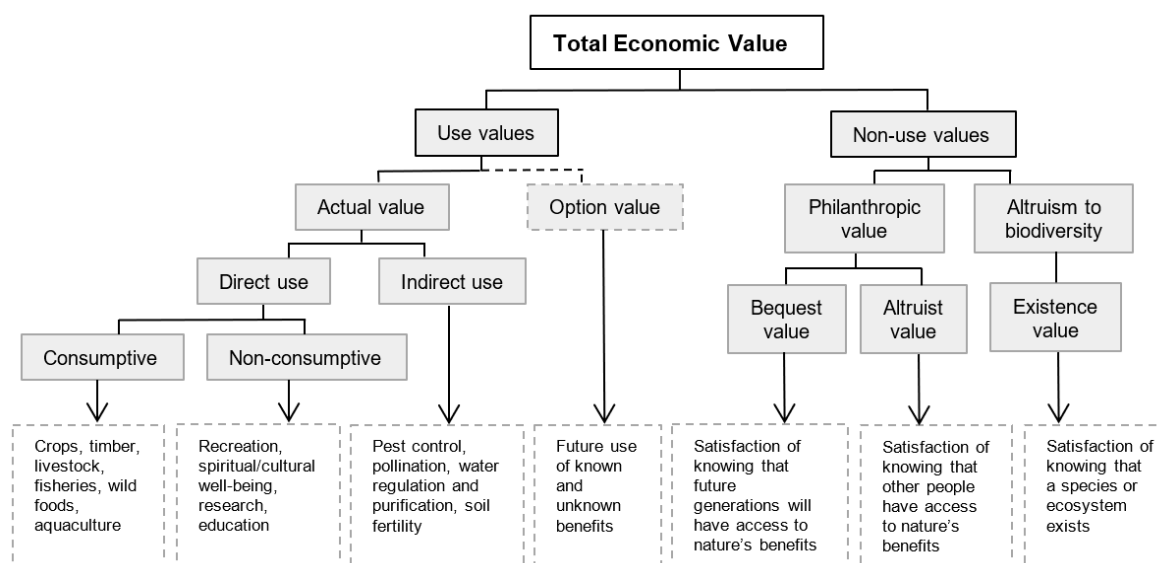 Total Economic Value
Use values
Non-use values
Actual value
Option value
Philanthropic
value
Altruism to
biodiversity
Direct use
Indirect use
Bequest
value
Altruist
value
Existence
value
Consumptive
Non-consumptive
Crops, timber,
livestock,
fisheries, wild
foods,
aquaculture
Recreation,
spiritual/cultural
well-being,
research,
education
Pest control,
pollination, water
regulation and
purification, soil
fertility
Future use
of known
and
unknown
benefits
Satisfaction of
knowing that
future
generations will
have access to
nature's benefits
Satisfaction of
knowing that
other people
have access
to nature's
benefits
Satisfaction of
knowing that
a species or
ecosystem
exists